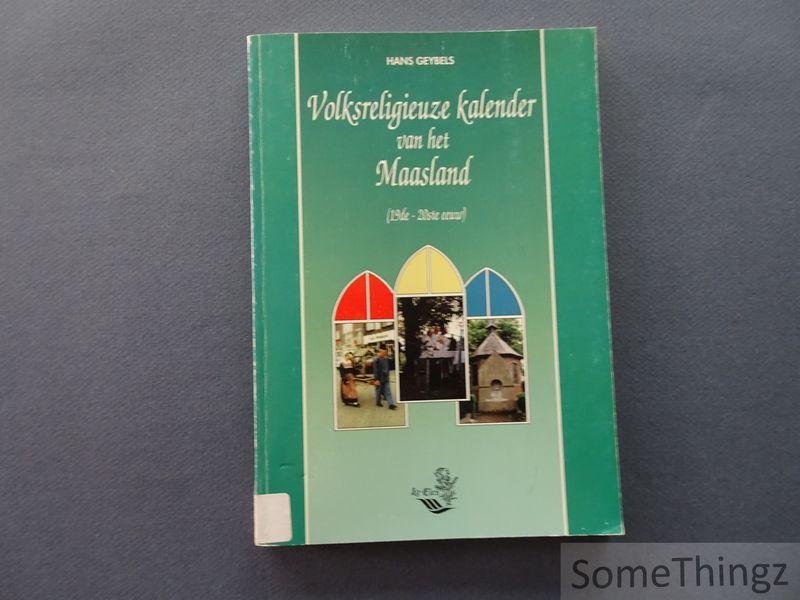 HANS GEYBELS
Volksreligieuze kalender
van het
Maasland
(19de - 20ste eeuw)
SomeThingz